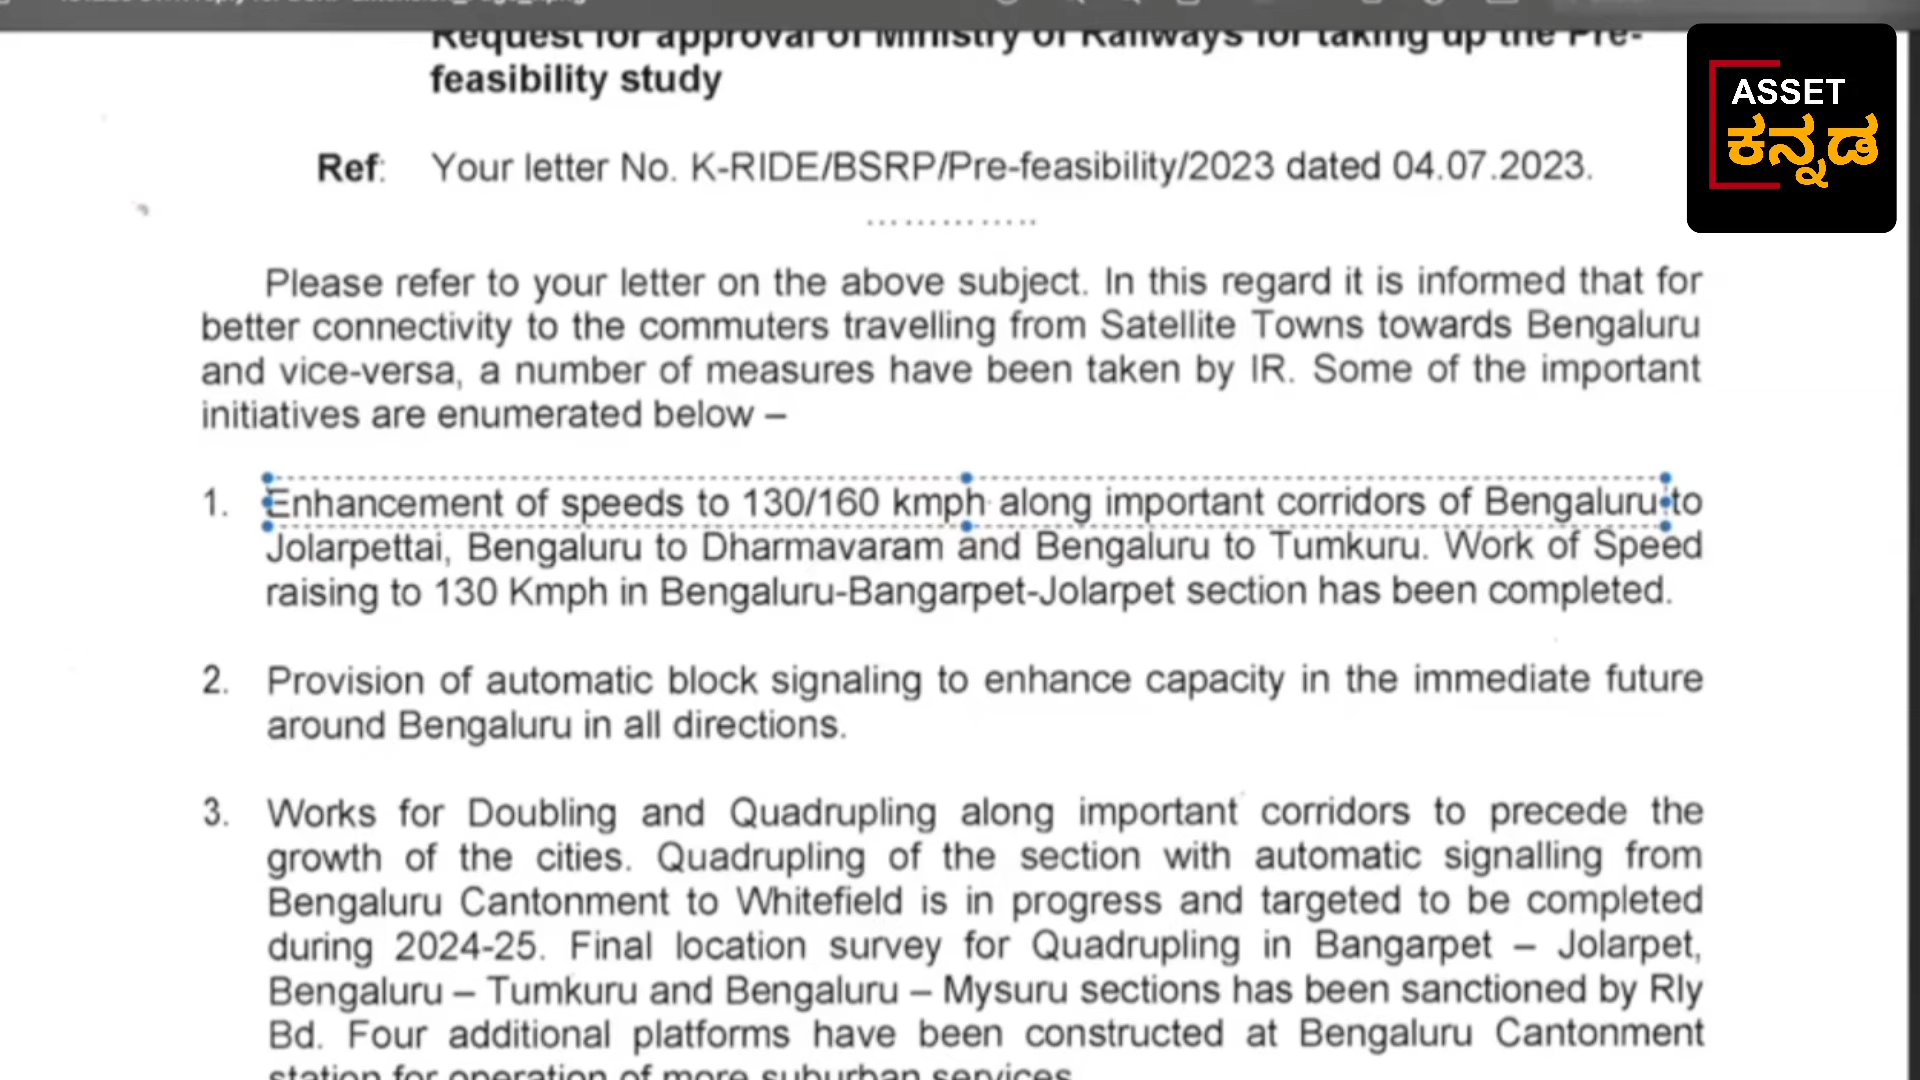 Request for approval of Ministry of Railways for taking up the Pre-
feasibility study
ASSET
ಕನ್ನಡ
Ref: Your letter No. K-RIDE/BSRP/Pre-feasibility/2023 dated 04.07.2023.
..............
Please refer to your letter on the above subject. In this regard it is informed that for
better connectivity to the commuters travelling from Satellite Towns towards Bengaluru
and vice-versa, a number of measures have been taken by IR. Some of the important
initiatives are enumerated below –
1. Enhancement of speeds to 130/160 kmph along important corridors of Bengaluru to
Jolarpettai, Bengaluru to Dharmavaram and Bengaluru to Tumkuru. Work of Speed
raising to 130 Kmph in Bengaluru-Bangarpet-Jolarpet section has been completed.
2. Provision of automatic block signaling to enhance capacity in the immediate future
around Bengaluru in all directions.
3. Works for Doubling and Quadrupling along important corridors to precede the
growth of the cities. Quadrupling of the section with automatic signalling from
Bengaluru Cantonment to Whitefield is in progress and targeted to be completed
during 2024-25. Final location survey for Quadrupling in Bangarpet – Jolarpet,
Bengaluru – Tumkuru and Bengaluru – Mysuru sections has been sanctioned by Rly
Bd. Four additional platforms have been constructed at Bengaluru Cantonment
station for operation of more suburban services.